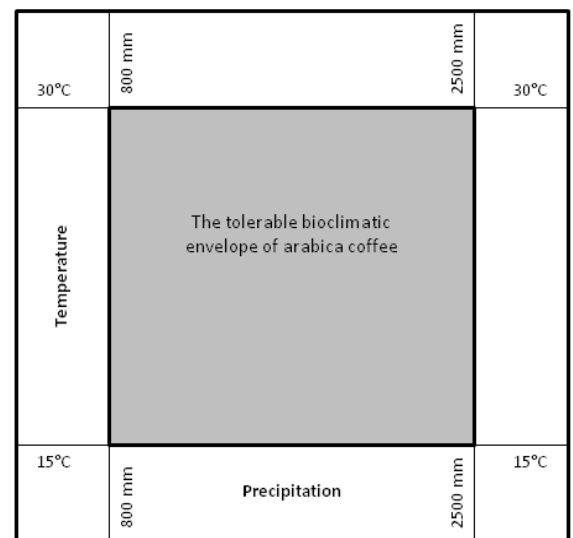 800 mm
2500 mm
30°C
30°C
The tolerable bioclimatic
envelope of arabica coffee
Temperature
15°C
15°C
800 mm
Precipitation
2500 mm